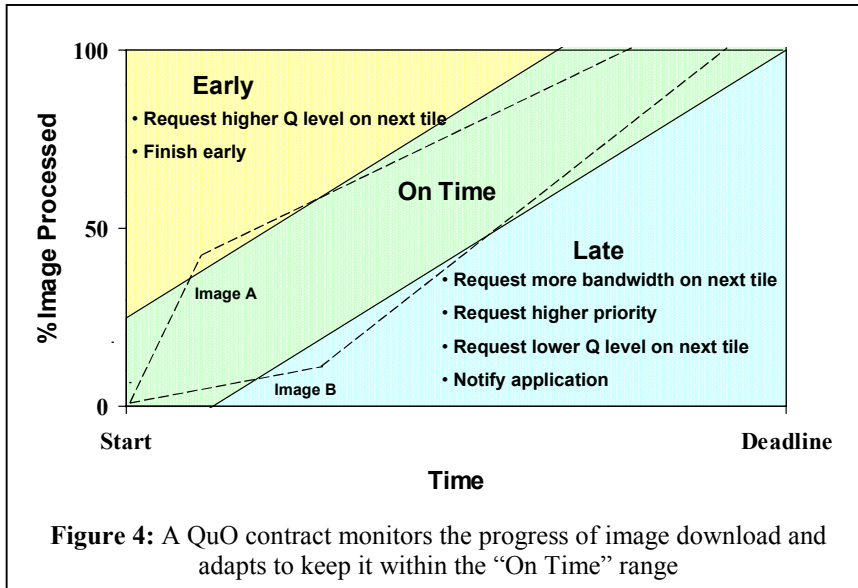 100
Early
• Request higher Q level on next tile
• Finish early
On Time
% Image Processed
50
Late
• Request more bandwidth on next tile
• Request higher priority
• Request lower Q level on next tile
• Notify application
Image A
Image B
0
Start
Deadline
Time
Figure 4: A QuO contract monitors the progress of image download and
adapts to keep it within the “On Time” range